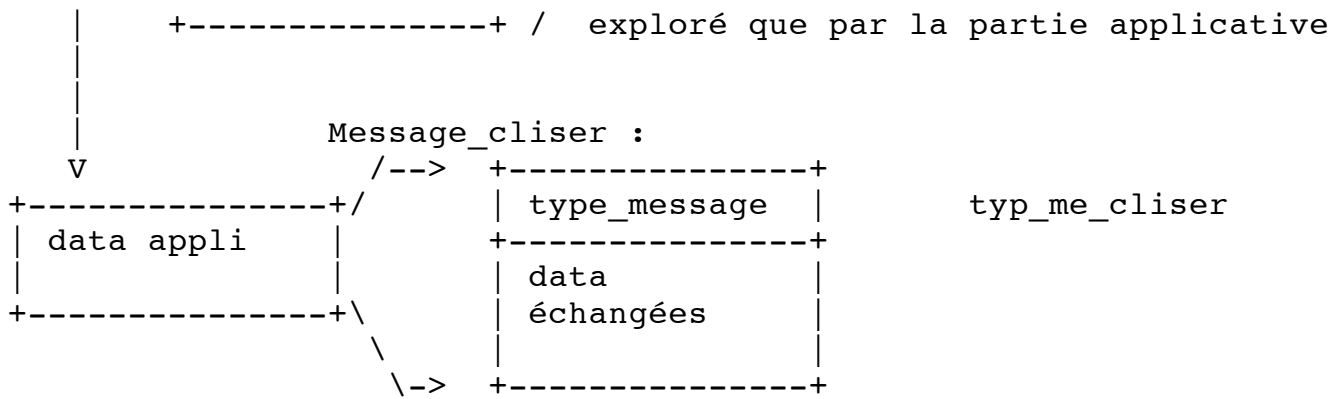 exploré que par la partie applicative
Message_cliser :
V
type_message typ_me_cliser
data appli
data
échangées